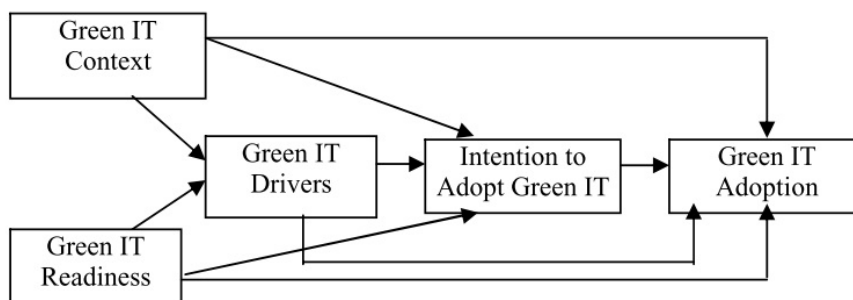 Green IT
Context
Green IT
Drivers
Intention to
Adopt Green IT
Green IT
Adoption
Green IT
Readiness